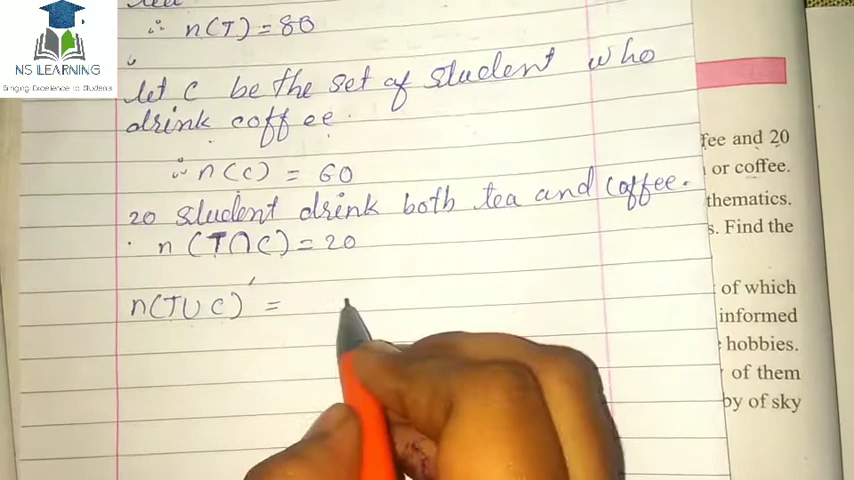 ∴ n(T) = 80
NS LEARNING
Bringing Excellence to Students
let C be the set of student who
drink coffee.
∴ n(C) = 60
20 student drink both tea and coffee.
n(T∩C) = 20
n(T∪C)' =
fee and 20
or coffee.
thematics.
s. Find the
of which
informed
hobbies.
of them
by of sky